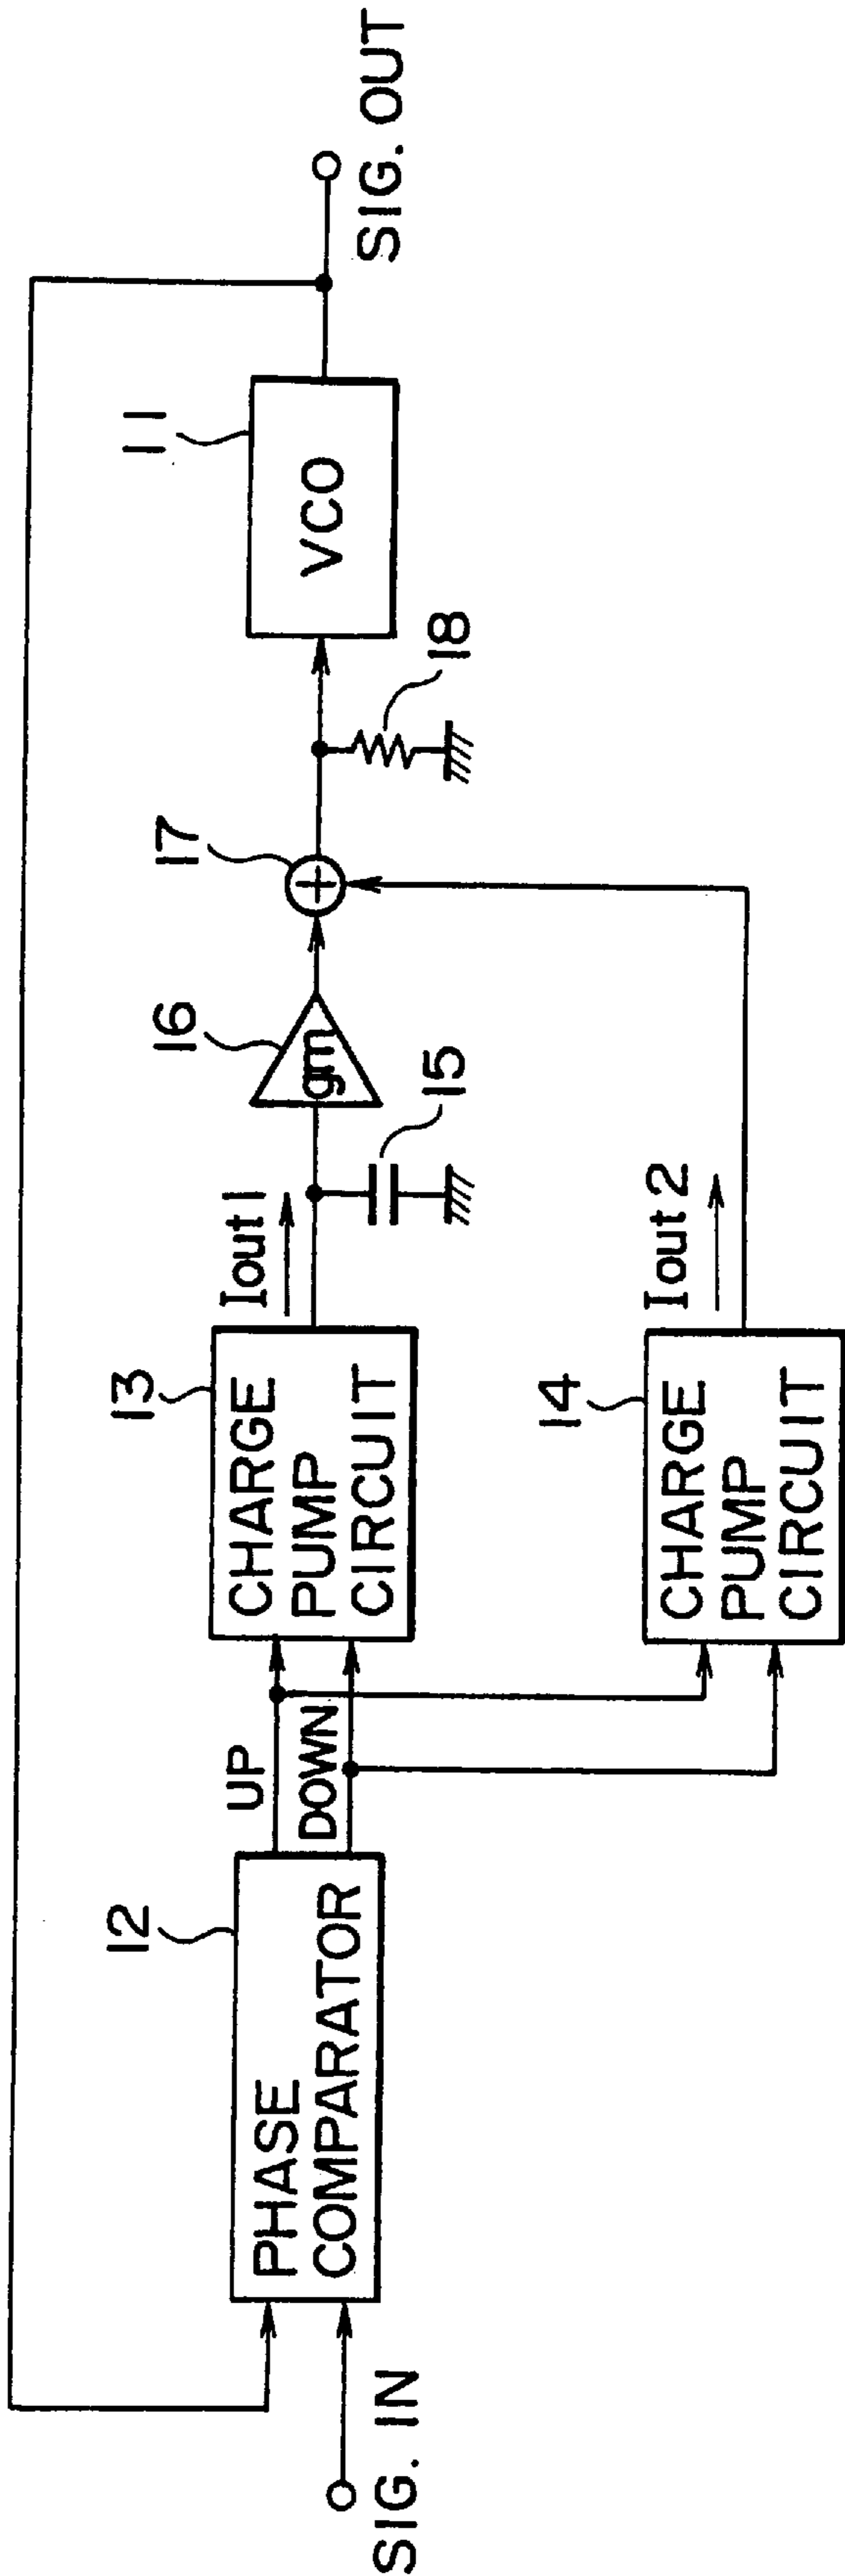 SIG. IN
12
PHASE
COMPARATOR
UP
DOWN
13
CHARGE
PUMP
CIRCUIT
Iout 1
15
16
gm
17
18
11
VCO
SIG. OUT
14
CHARGE
PUMP
CIRCUIT
Iout 2